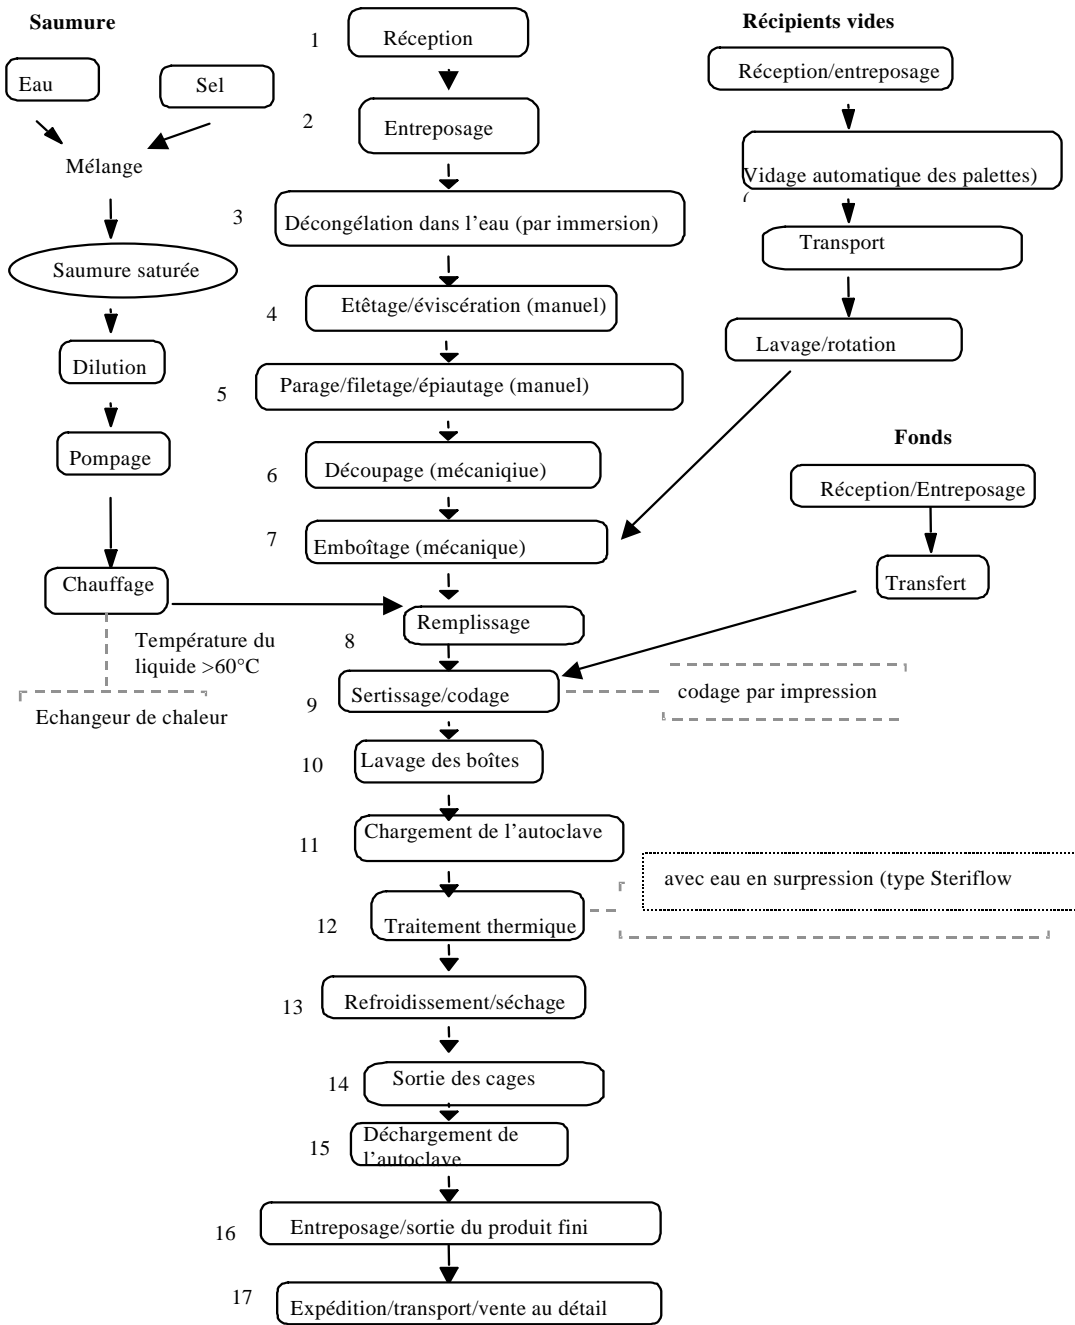 Saumure
Eau
Sel
Mélange
Saumure saturée
Dilution
Pompage
Chauffage
Température du
liquide >60°C
Echangeur de chaleur
1
Réception
2
Entreposage
3
Décongélation dans l'eau (par immersion)
4
Etêtage/éviscération (manuel)
5
Parage/filetage/épiautage (manuel)
6
Découpage (mécaniqiue)
7
Emboîtage (mécanique)
8
Remplissage
9
Sertissage/codage
codage par impression
10
Lavage des boîtes
11
Chargement de l'autoclave
12
Traitement thermique
avec eau en surpression (type Steriflow
13
Refroidissement/séchage
14
Sortie des cages
15
Déchargement de
l'autoclave
16
Entreposage/sortie du produit fini
17
Expédition/transport/vente au détail
Récipients vides
Réception/entreposage
Vidage automatique des palettes)
(
Transport
Lavage/rotation
Fonds
Réception/Entreposage
Transfert